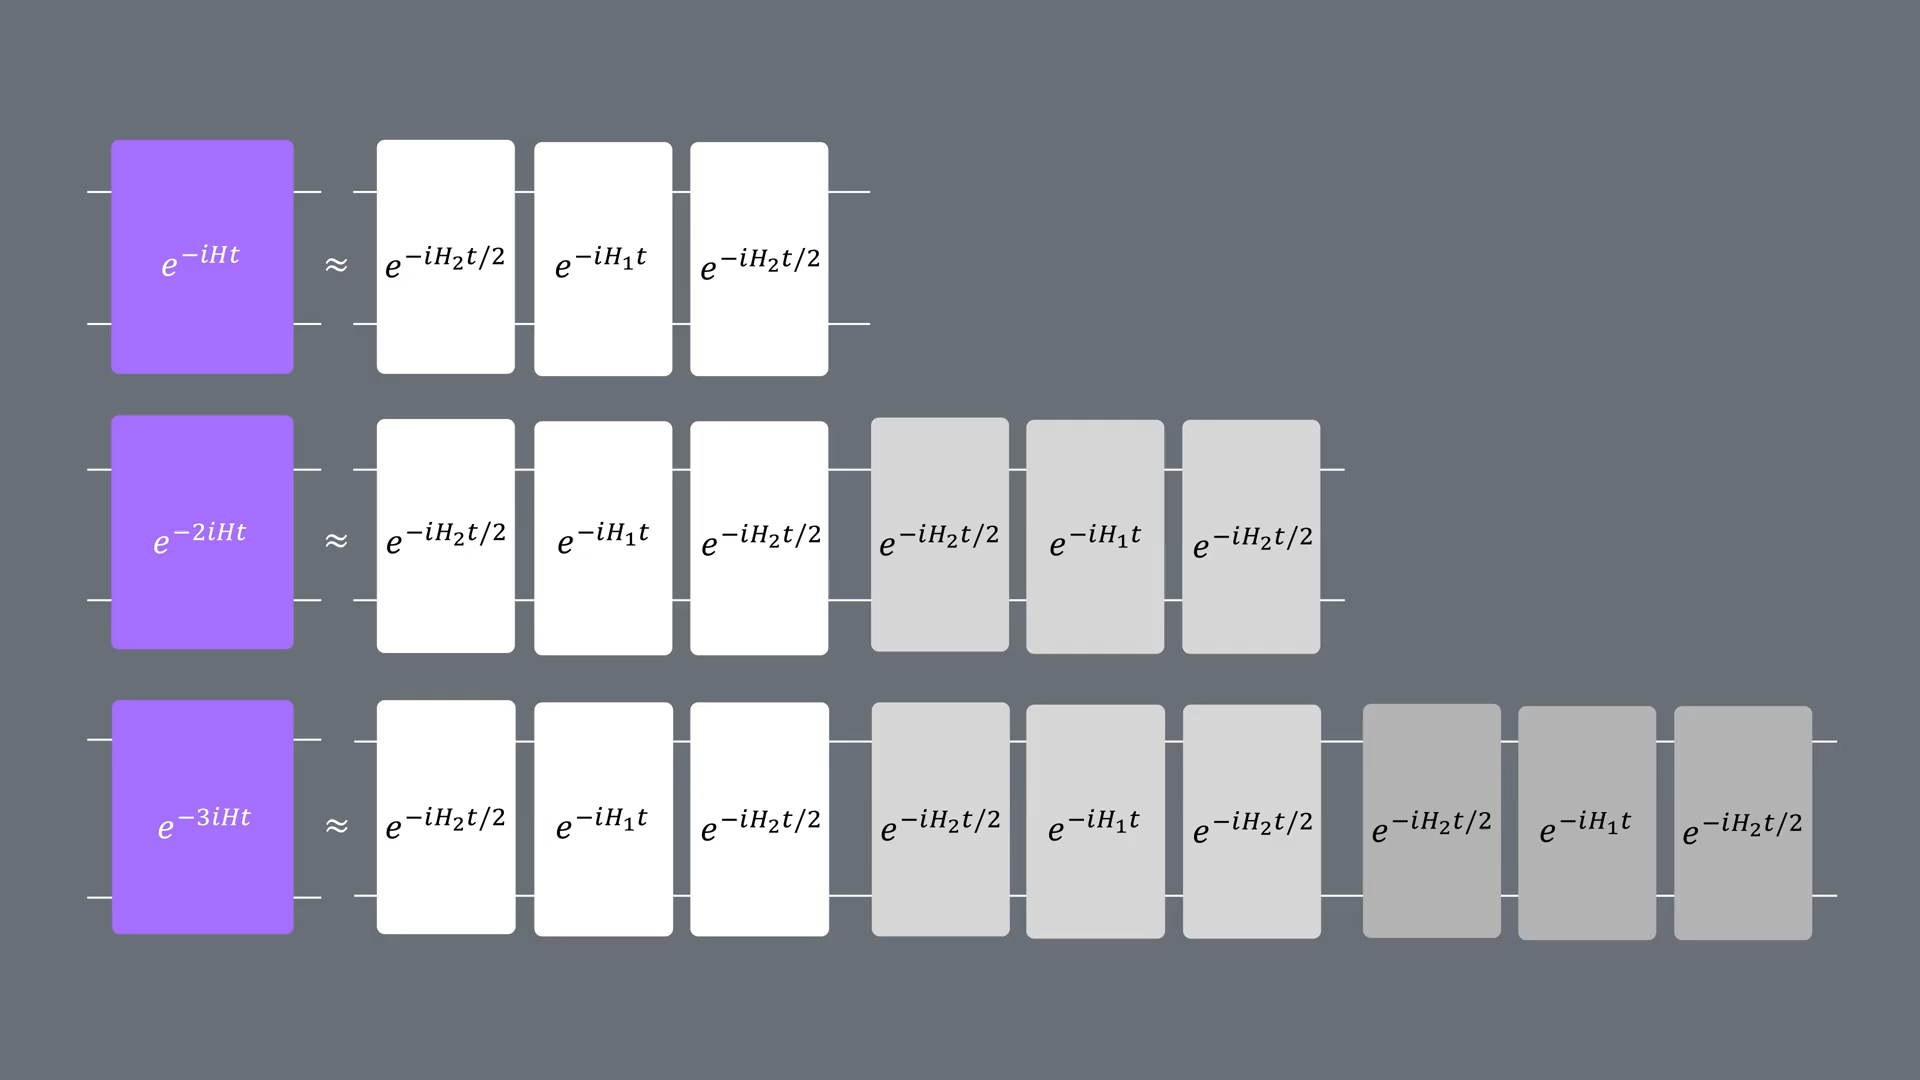 e^{-iHt} ≈ e^{-iH_2t/2} e^{-iH_1t} e^{-iH_2t/2}
e^{-2iHt} ≈ e^{-iH_2t/2} e^{-iH_1t} e^{-iH_2t/2} e^{-iH_2t/2} e^{-iH_1t} e^{-iH_2t/2}
e^{-3iHt} ≈ e^{-iH_2t/2} e^{-iH_1t} e^{-iH_2t/2} e^{-iH_2t/2} e^{-iH_1t} e^{-iH_2t/2} e^{-iH_2t/2} e^{-iH_1t} e^{-iH_2t/2}